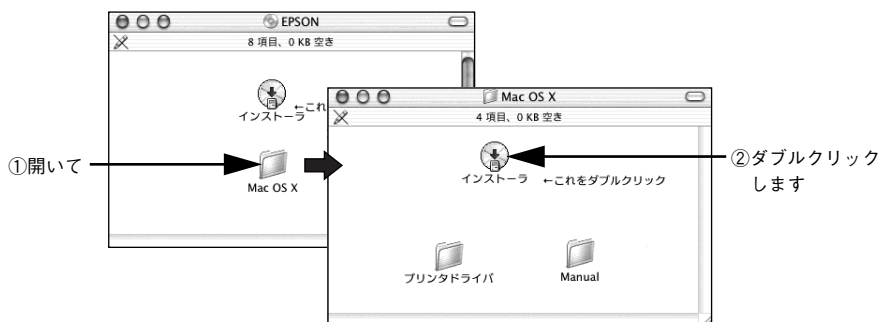 EPSON
8 項目、0 KB 空き
インストーラ ←これ
Mac OS X
①開いて
Mac OS X
4 項目、0 KB 空き
インストーラ ←これをダブルクリック
プリンタドライバ
Manual
②ダブルクリック
します